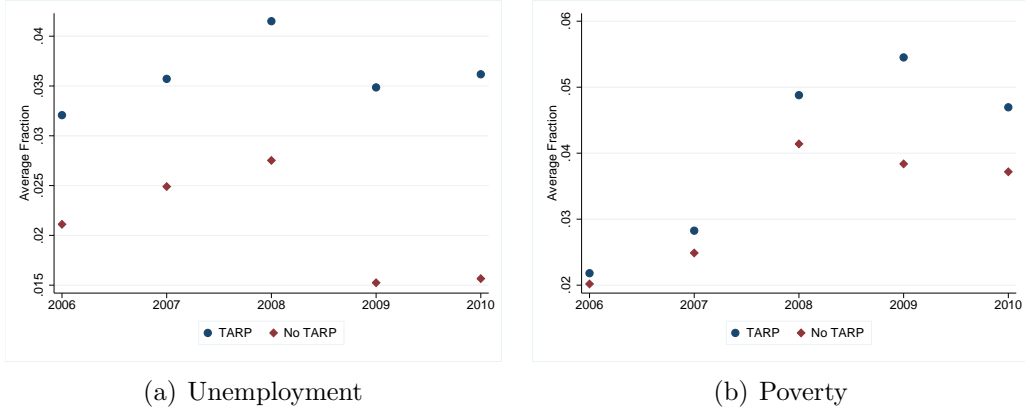 Average Fraction
.04
.035
.03
.025
.02
.015
2006 2007 2008 2009 2010
TARP No TARP
(a) Unemployment
Average Fraction
.06
.05
.04
.03
.02
2006 2007 2008 2009 2010
TARP No TARP
(b) Poverty